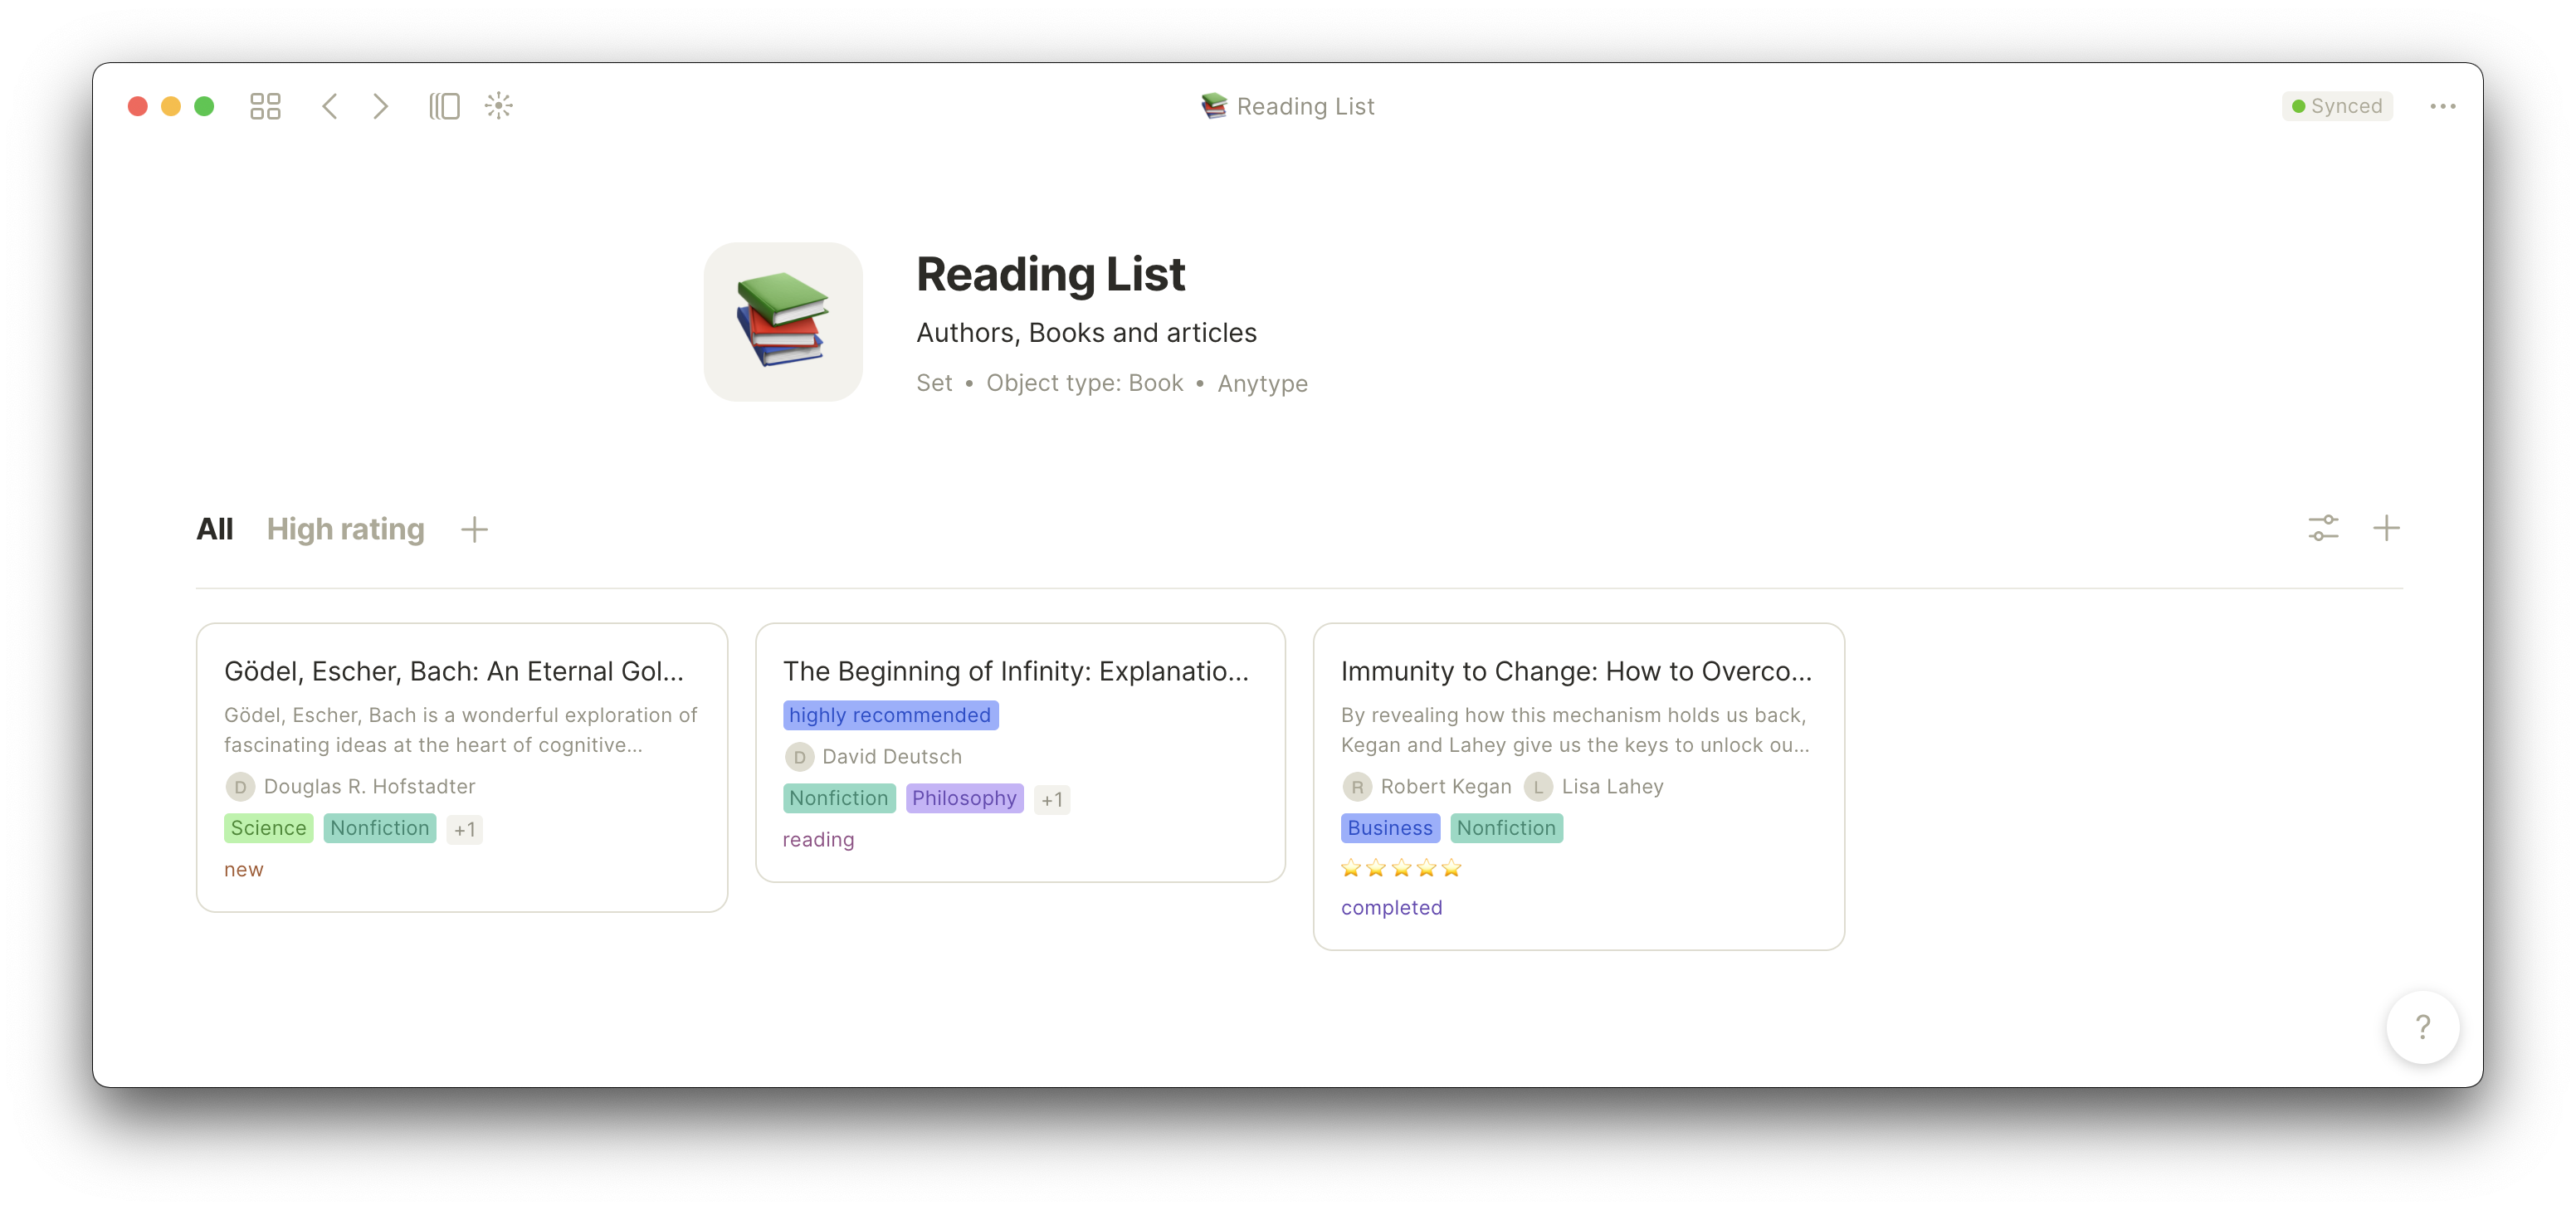 Reading List
Synced
Reading List
Authors, Books and articles
Set • Object type: Book • Anytype
All High rating
Gödel, Escher, Bach: An Eternal Gol...
Gödel, Escher, Bach is a wonderful exploration of
fascinating ideas at the heart of cognitive...
D Douglas R. Hofstadter
Science Nonfiction +1
new
The Beginning of Infinity: Explanatio...
highly recommended
D David Deutsch
Nonfiction Philosophy +1
reading
Immunity to Change: How to Overco...
By revealing how this mechanism holds us back,
Kegan and Lahey give us the keys to unlock ou...
R Robert Kegan L Lisa Lahey
Business Nonfiction
completed
?